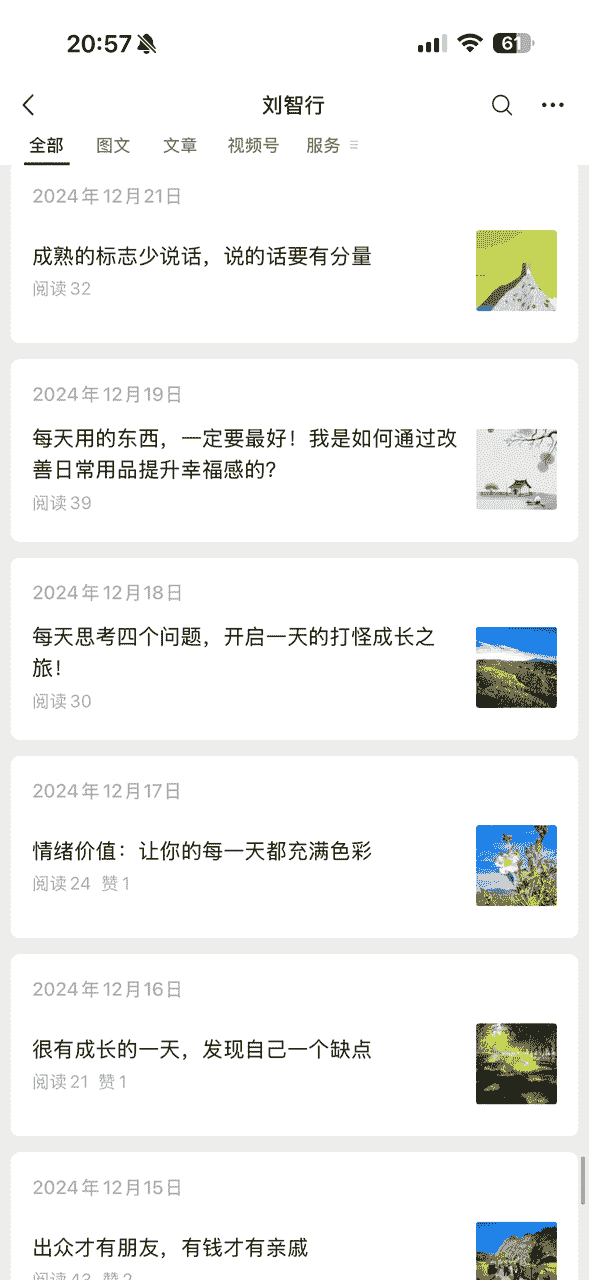 20:57
61
刘智行
全部 图文 文章 视频号 服务
2024年12月21日
成熟的标志少说话，说的话要有分量
阅读 32
2024年12月19日
每天用的东西，一定要最好！我是如何通过改
善日常用品提升幸福感的?
阅读 39
2024年12月18日
每天思考四个问题，开启一天的打怪成长之
旅！
阅读 30
2024年12月17日
情绪价值：让你的每一天都充满色彩
阅读 24 赞 1
2024年12月16日
很有成长的一天，发现自己一个缺点
阅读 21 赞 1
2024年12月15日
出众才有朋友，有钱才有亲戚
阅读 43 赞 2